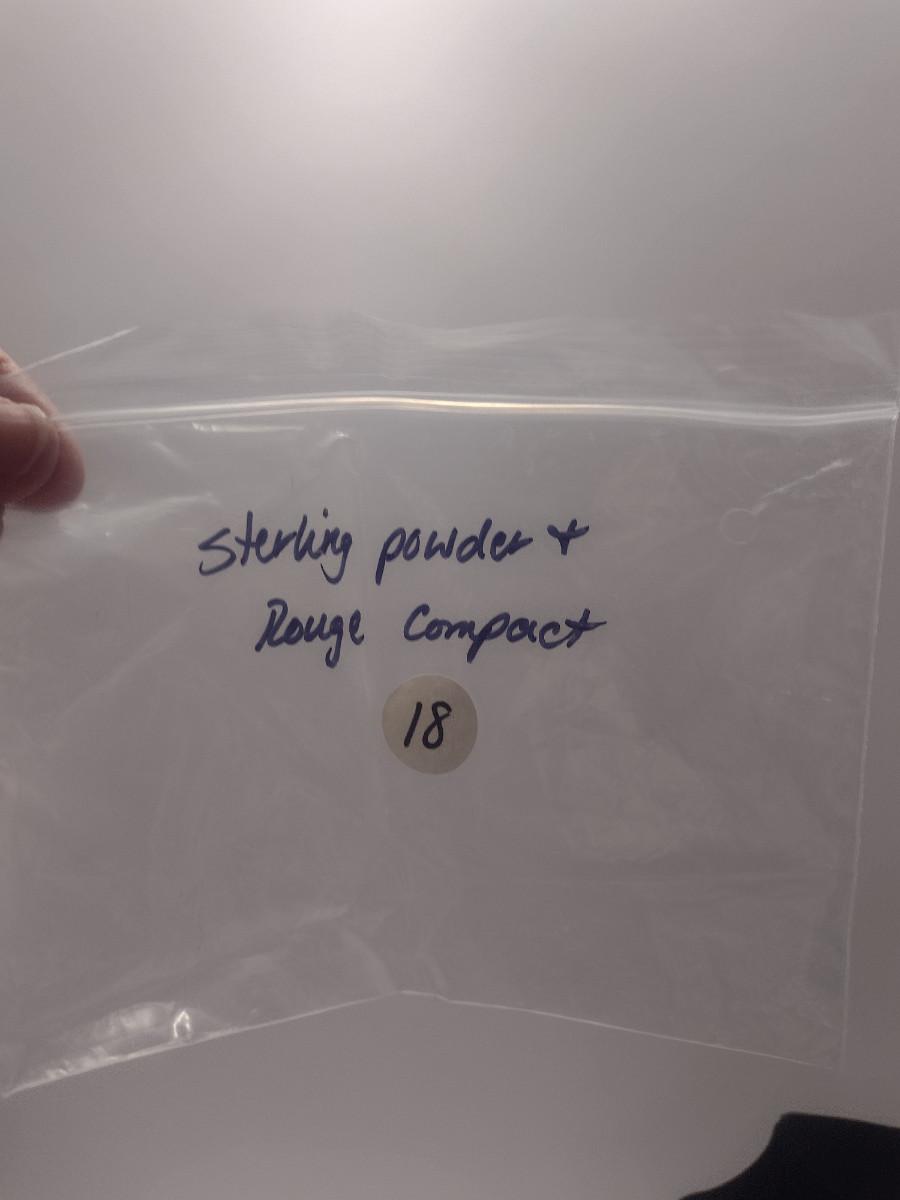 Sterling powder +
Rouge Compact
18